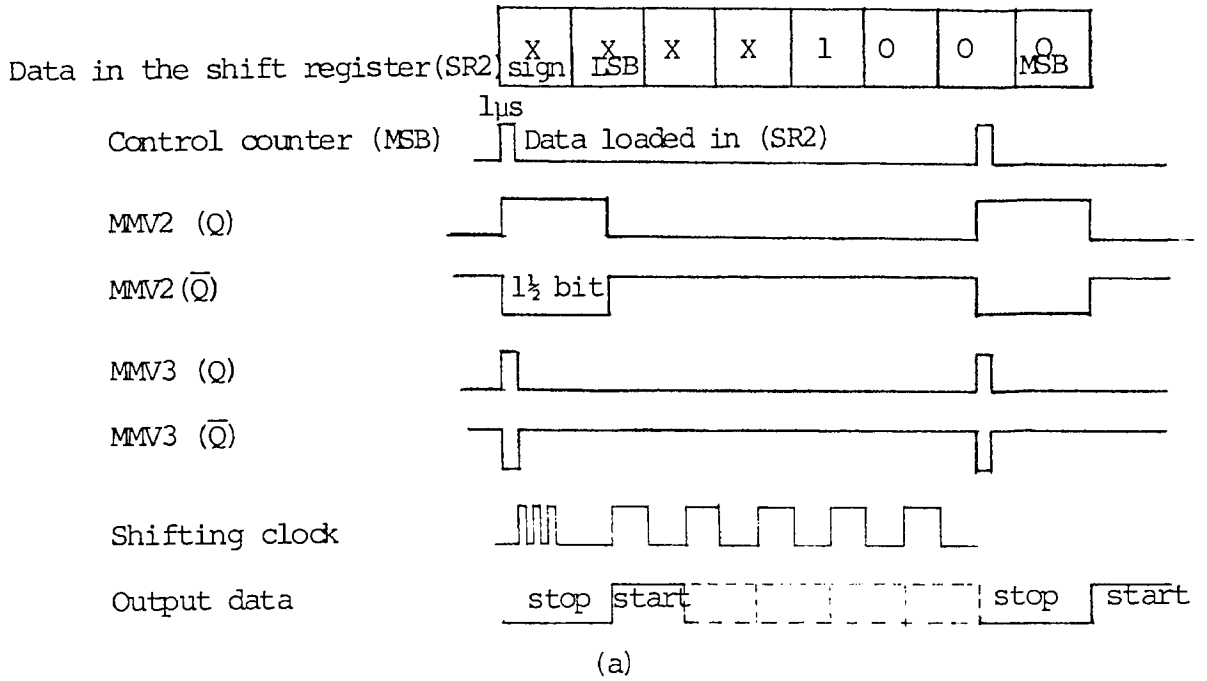 X X X X 1 0 0 0
Data in the shift register(SR2) sign LSB MSB
1µs
Control counter (MSB) Data loaded in (SR2)
MMV2 (Q)
MMV2(Q̅) 1½ bit
MMV3 (Q)
MMV3 (Q̅)
Shifting clock
Output data stop start stop start
(a)